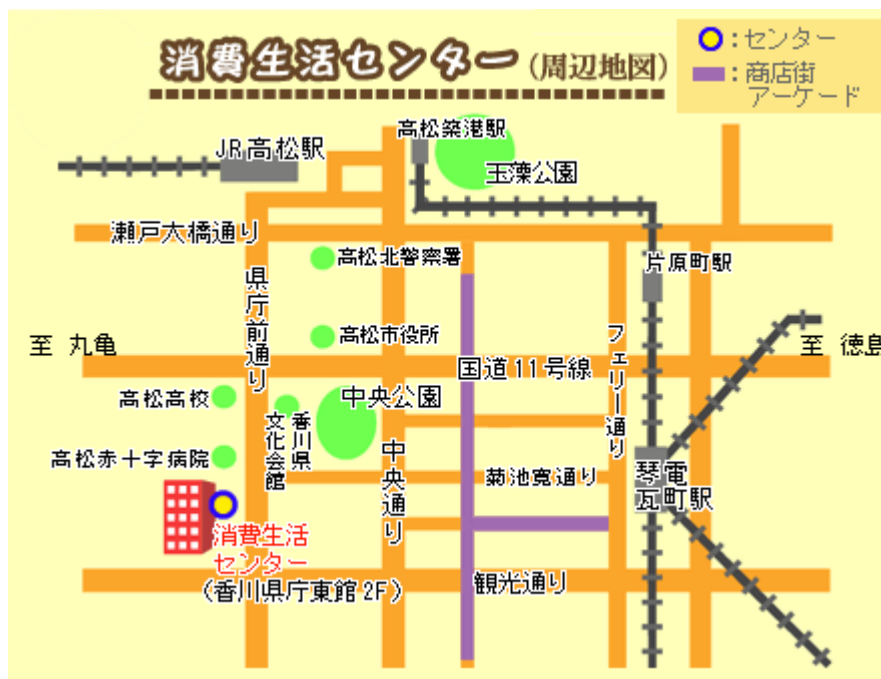 消費生活センター(周辺地図)
:センター
:商店街
アーケード
高松築港駅
JR高松駅
玉藻公園
瀬戸大橋通り
高松北警察署
片原町駅
県庁前通り
高松市役所
フェリー通り
至 丸亀
至 徳島
国道11号線
中央公園
高松高校
香川県
文化会館
中央通り
高松赤十字病院
菊池寛通り
琴電
瓦町駅
消費生活
センター
(香川県庁東館2F)
観光通り